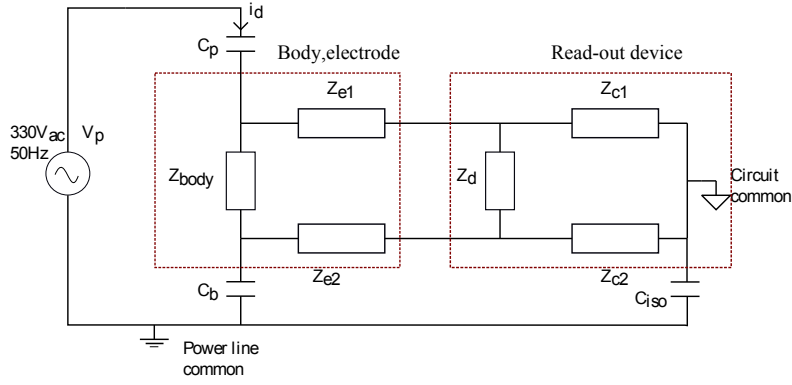 id
Cp
Body,electrode
Read-out device
Ze1
Zc1
330Vac Vp
50Hz
Zbody
Zd
Circuit
common
Ze2
Zc2
Cb
Ciso
Power line
common